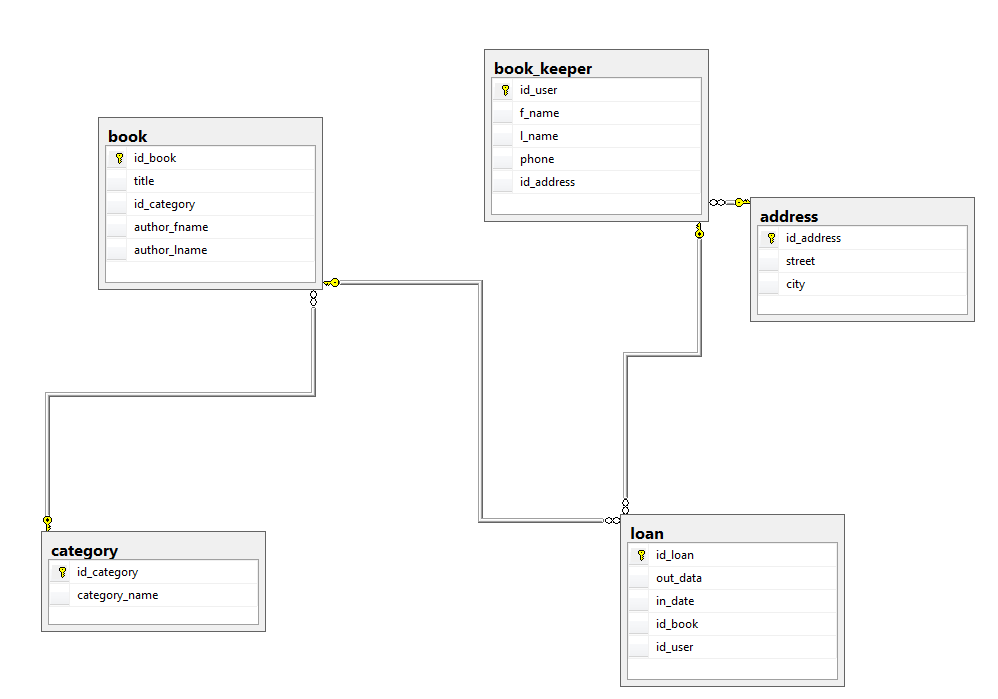 book_keeper
id_user
f_name
l_name
phone
id_address
book
id_book
title
id_category
author_fname
author_lname
address
id_address
street
city
category
id_category
category_name
loan
id_loan
out_data
in_date
id_book
id_user